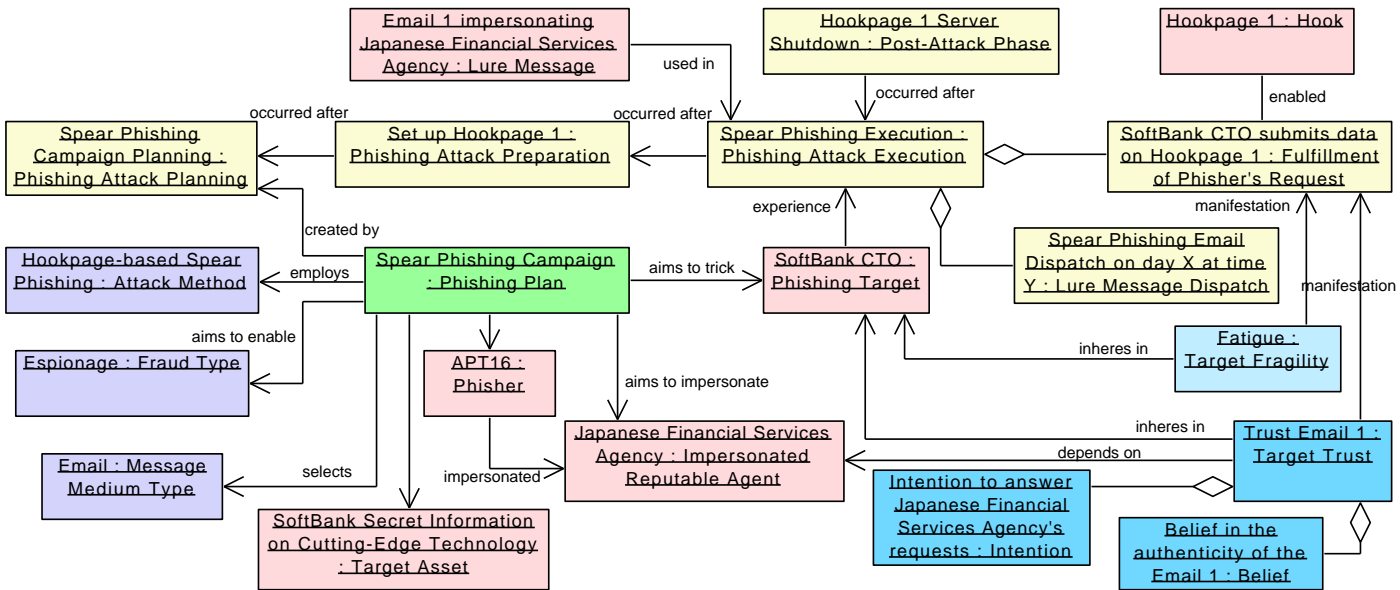 Email 1 impersonating
Japanese Financial Services
Agency : Lure Message
Hookpage 1 Server
Shutdown : Post-Attack Phase
Hookpage 1 : Hook
used in
occurred after
enabled
occurred after
occurred after
Spear Phishing
Campaign Planning :
Phishing Attack Planning
Set up Hookpage 1 :
Phishing Attack Preparation
Spear Phishing Execution :
Phishing Attack Execution
SoftBank CTO submits data
on Hookpage 1 : Fulfillment
of Phisher's Request
experience
manifestation
created by
Hookpage-based Spear
Phishing : Attack Method
employs
Spear Phishing Campaign
: Phishing Plan
aims to trick
SoftBank CTO :
Phishing Target
Spear Phishing Email
Dispatch on day X at time
Y : Lure Message Dispatch
manifestation
aims to enable
Espionage : Fraud Type
APT16 :
Phisher
aims to impersonate
inheres in
Fatigue :
Target Fragility
Japanese Financial Services
Agency : Impersonated
Reputable Agent
inheres in
depends on
Trust Email 1 :
Target Trust
Email : Message
Medium Type
selects
impersonated
Intention to answer
Japanese Financial
Services Agency's
requests : Intention
SoftBank Secret Information
on Cutting-Edge Technology
: Target Asset
Belief in the
authenticity of the
Email 1 : Belief